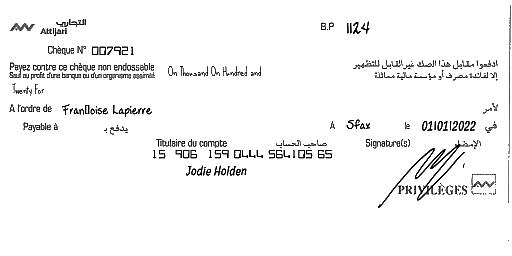 التجاري
Attijari
B.P 1124
Chèque N° 007921
Payez contre ce chèque non endossable
Sauf au profit d'une banque ou d'un organisme assimilé
On Thousand On Hundred and
ادفعوا مقابل هذا الصك غير القابل للتظهير
إلا لفائدة مصرف أو مؤسسة مالية مماثلة
Twenty For
A l'ordre de Françoise Lapierre
لأمر
Payable à يدفع بـ
A Sfax le 01/01/2022 في
Titulaire du compte صاحب الحساب Signature(s) الإمضاء
15 906 159 0444 564105 65
Jodie Holden
PRIVILÈGES